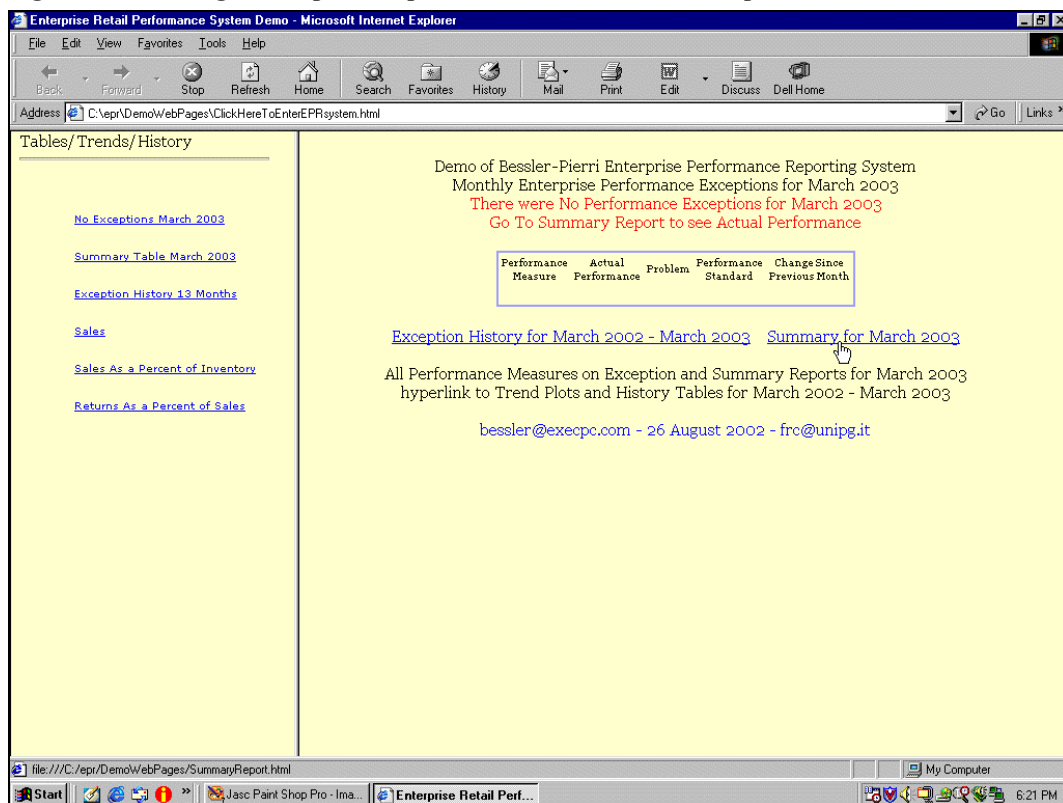 Enterprise Retail Performance System Demo - Microsoft Internet Explorer
File Edit View Favorites Tools Help
Back Forward Stop Refresh Home Search Favorites History Mail Print Edit Discuss Dell Home
Address C:\epr\DemoWebPages\ClickHereToEnterEPRsystem.html Go Links
Tables/Trends/History
No Exceptions March 2003
Summary Table March 2003
Exception History 13 Months
Sales
Sales As a Percent of Inventory
Returns As a Percent of Sales
Demo of Bessler-Pierri Enterprise Performance Reporting System
Monthly Enterprise Performance Exceptions for March 2003
There were No Performance Exceptions for March 2003
Go To Summary Report to see Actual Performance
Performance Measure Actual Performance Problem Performance Standard Change Since Previous Month
Exception History for March 2002 - March 2003 Summary for March 2003
All Performance Measures on Exception and Summary Reports for March 2003
hyperlink to Trend Plots and History Tables for March 2002 - March 2003
bessler@execpc.com - 26 August 2002 - frc@unipg.it
file:///C:/epr/DemoWebPages/SummaryReport.html My Computer
Start Jasc Paint Shop Pro - Ima... Enterprise Retail Perf... 6:21 PM